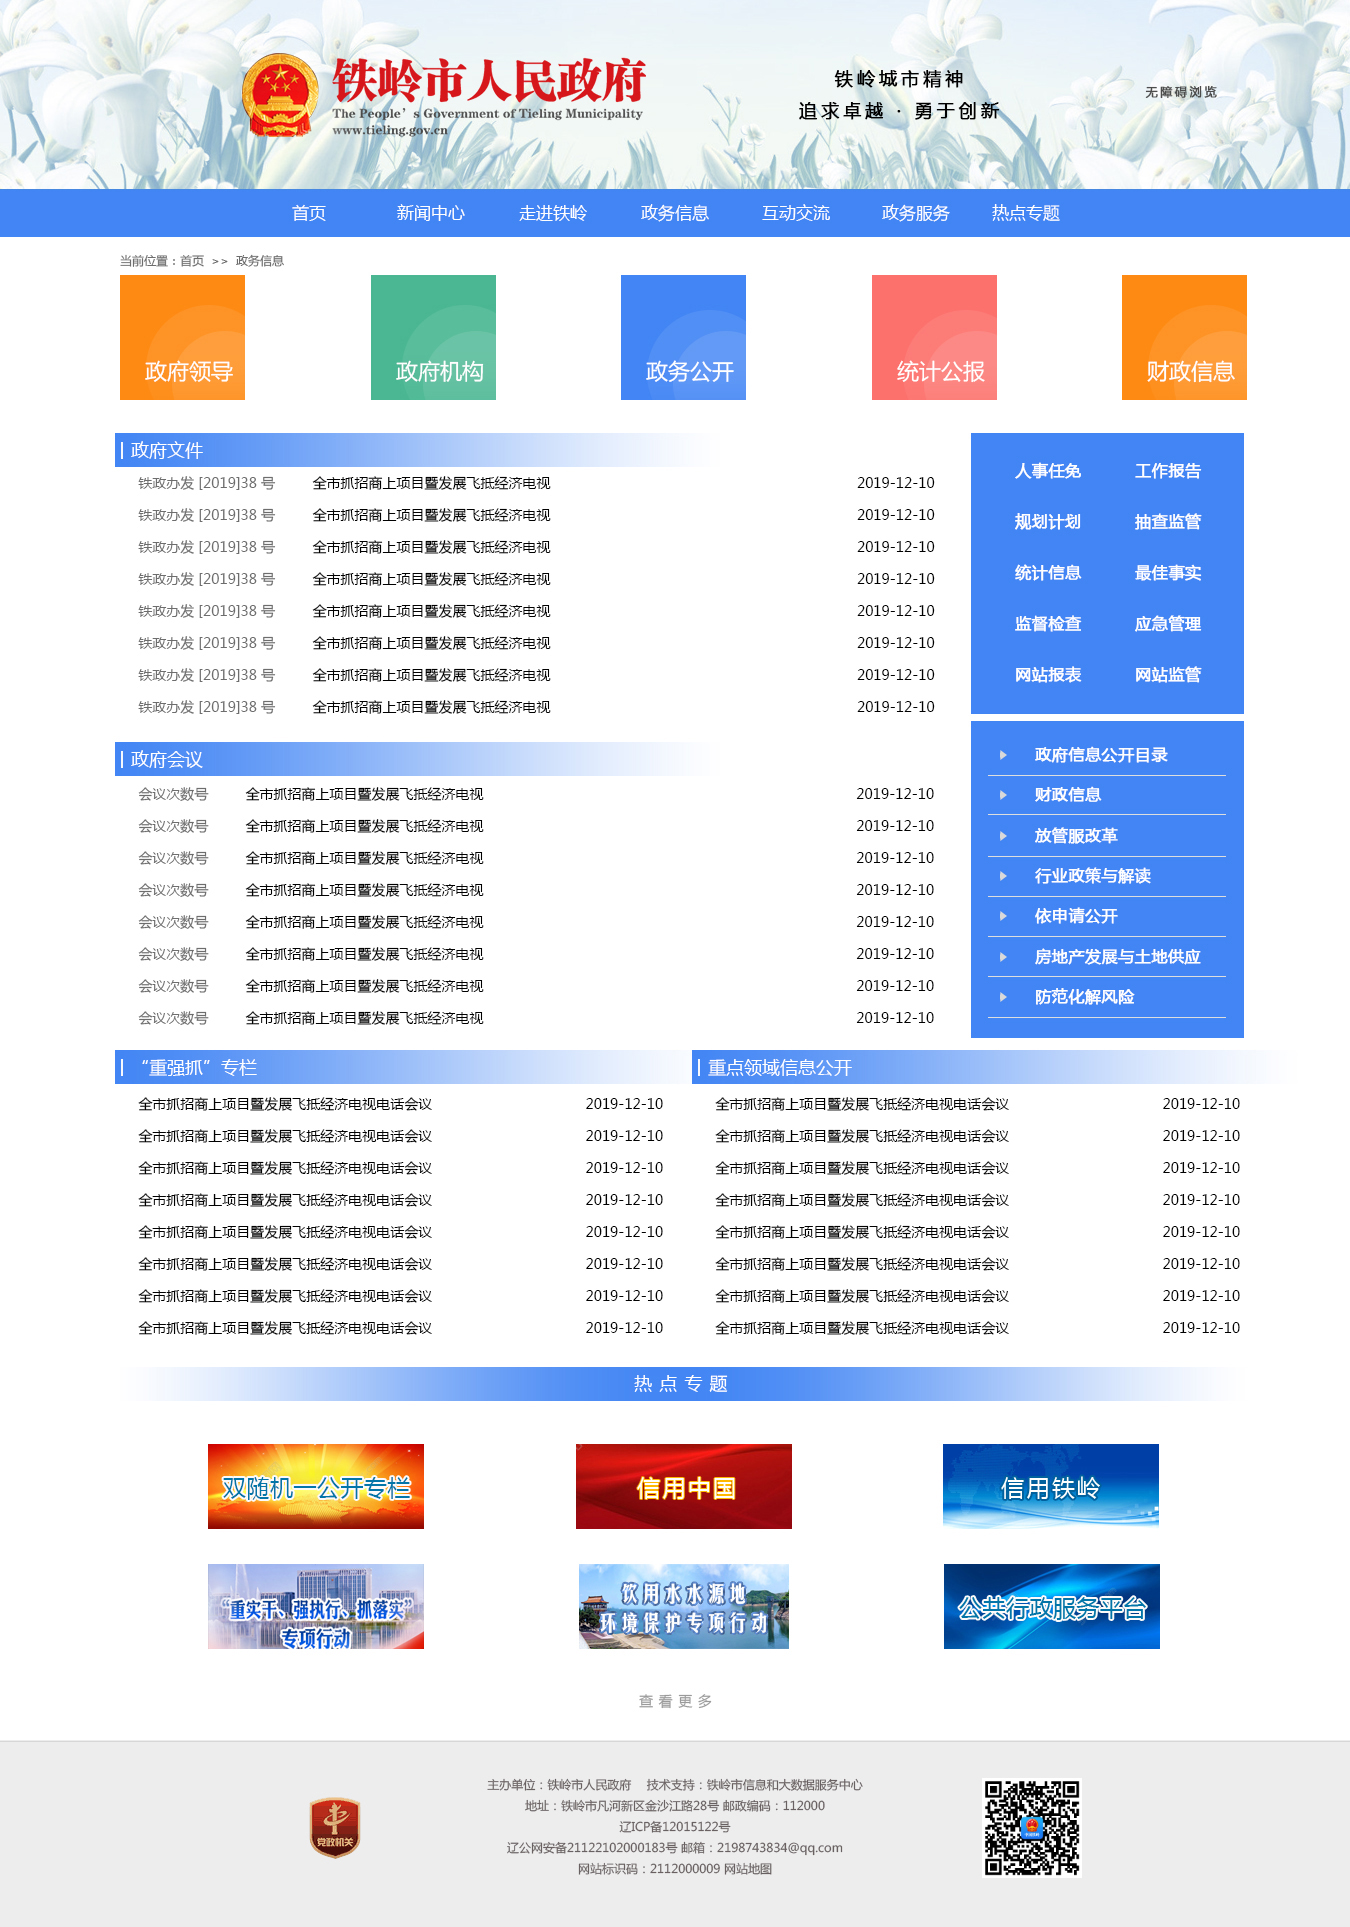 铁岭市人民政府
The People's Government of Tieling Municipality
www.tieling.gov.cn
铁岭城市精神
追求卓越 · 勇于创新
无障碍浏览
首页 新闻中心 走进铁岭 政务信息 互动交流 政务服务 热点专题
当前位置：首页 >> 政务信息
政府领导 政府机构 政务公开 统计公报 财政信息
政府文件
铁政办发 [2019]38 号 全市抓招商上项目暨发展飞抵经济电视 2019-12-10
铁政办发 [2019]38 号 全市抓招商上项目暨发展飞抵经济电视 2019-12-10
铁政办发 [2019]38 号 全市抓招商上项目暨发展飞抵经济电视 2019-12-10
铁政办发 [2019]38 号 全市抓招商上项目暨发展飞抵经济电视 2019-12-10
铁政办发 [2019]38 号 全市抓招商上项目暨发展飞抵经济电视 2019-12-10
铁政办发 [2019]38 号 全市抓招商上项目暨发展飞抵经济电视 2019-12-10
铁政办发 [2019]38 号 全市抓招商上项目暨发展飞抵经济电视 2019-12-10
铁政办发 [2019]38 号 全市抓招商上项目暨发展飞抵经济电视 2019-12-10
人事任免 工作报告
规划计划 抽查监管
统计信息 最佳事实
监督检查 应急管理
网站报表 网站监管
政府会议
会议次数号 全市抓招商上项目暨发展飞抵经济电视 2019-12-10
会议次数号 全市抓招商上项目暨发展飞抵经济电视 2019-12-10
会议次数号 全市抓招商上项目暨发展飞抵经济电视 2019-12-10
会议次数号 全市抓招商上项目暨发展飞抵经济电视 2019-12-10
会议次数号 全市抓招商上项目暨发展飞抵经济电视 2019-12-10
会议次数号 全市抓招商上项目暨发展飞抵经济电视 2019-12-10
会议次数号 全市抓招商上项目暨发展飞抵经济电视 2019-12-10
会议次数号 全市抓招商上项目暨发展飞抵经济电视 2019-12-10
政府信息公开目录
财政信息
放管服改革
行业政策与解读
依申请公开
房地产发展与土地供应
防范化解风险
“重强抓”专栏
全市抓招商上项目暨发展飞抵经济电视电话会议 2019-12-10
全市抓招商上项目暨发展飞抵经济电视电话会议 2019-12-10
全市抓招商上项目暨发展飞抵经济电视电话会议 2019-12-10
全市抓招商上项目暨发展飞抵经济电视电话会议 2019-12-10
全市抓招商上项目暨发展飞抵经济电视电话会议 2019-12-10
全市抓招商上项目暨发展飞抵经济电视电话会议 2019-12-10
全市抓招商上项目暨发展飞抵经济电视电话会议 2019-12-10
全市抓招商上项目暨发展飞抵经济电视电话会议 2019-12-10
重点领域信息公开
全市抓招商上项目暨发展飞抵经济电视电话会议 2019-12-10
全市抓招商上项目暨发展飞抵经济电视电话会议 2019-12-10
全市抓招商上项目暨发展飞抵经济电视电话会议 2019-12-10
全市抓招商上项目暨发展飞抵经济电视电话会议 2019-12-10
全市抓招商上项目暨发展飞抵经济电视电话会议 2019-12-10
全市抓招商上项目暨发展飞抵经济电视电话会议 2019-12-10
全市抓招商上项目暨发展飞抵经济电视电话会议 2019-12-10
全市抓招商上项目暨发展飞抵经济电视电话会议 2019-12-10
热点专题
双随机一公开专栏
信用中国
信用铁岭
“重实干、强执行、抓落实”
专项行动
饮用水水源地
环境保护专项行动
公共行政服务平台
查看更多
党政机关
主办单位：铁岭市人民政府 技术支持：铁岭市信息和大数据服务中心
地址：铁岭市凡河新区金沙江路28号 邮政编码：112000
辽ICP备12015122号
辽公网安备21122102000183号 邮箱：2198743834@qq.com
网站标识码：2112000009 网站地图